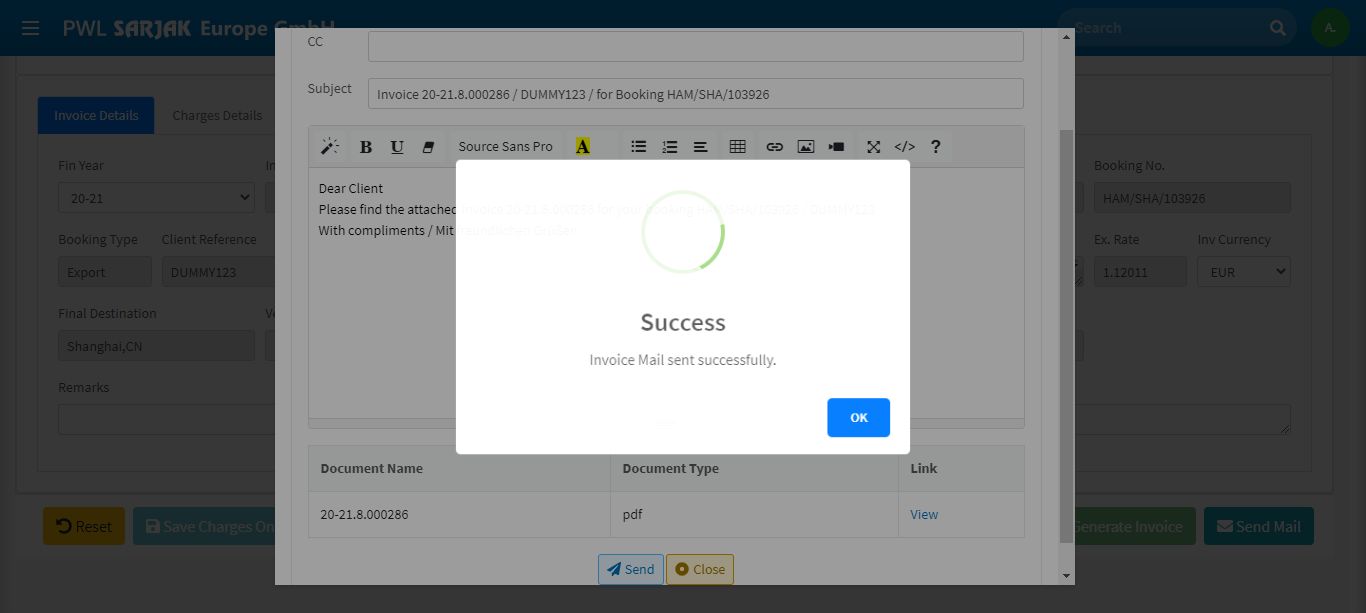 PWL SARJAK Europe GmbH
Search
A.
CC
Subject
Invoice 20-21.8.000286 / DUMMY123 / for Booking HAM/SHA/103926
Invoice Details
Charges Details
B U Source Sans Pro A </> ?
Fin Year
In
Booking No.
20-21
HAM/SHA/103926
Dear Client
Please find the attached Invoice 20-21.8.000286 for your Booking HAM/SHA/103926 / DUMMY123
With compliments / Mit
Booking Type
Client Reference
Ex. Rate
Inv Currency
Export
DUMMY123
1.12011
EUR
Final Destination
Ve
Shanghai,CN
Success
Invoice Mail sent successfully.
Remarks
OK
Document Name
Document Type
Link
20-21.8.000286
pdf
View
Reset
Save Charges On
Generate Invoice
Send Mail
Send
Close